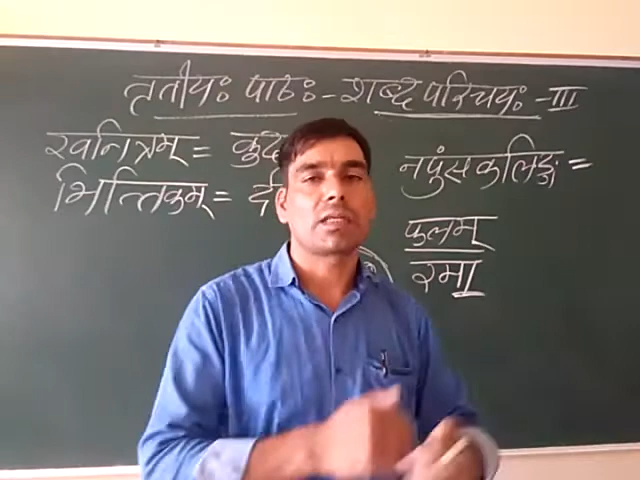 तृतीयः पाठः - शब्द परिचयः - III
खनित्रम् = कुद
भित्तिकम् = द
नपुंसकलिङ्ग =
फलम्
रमा